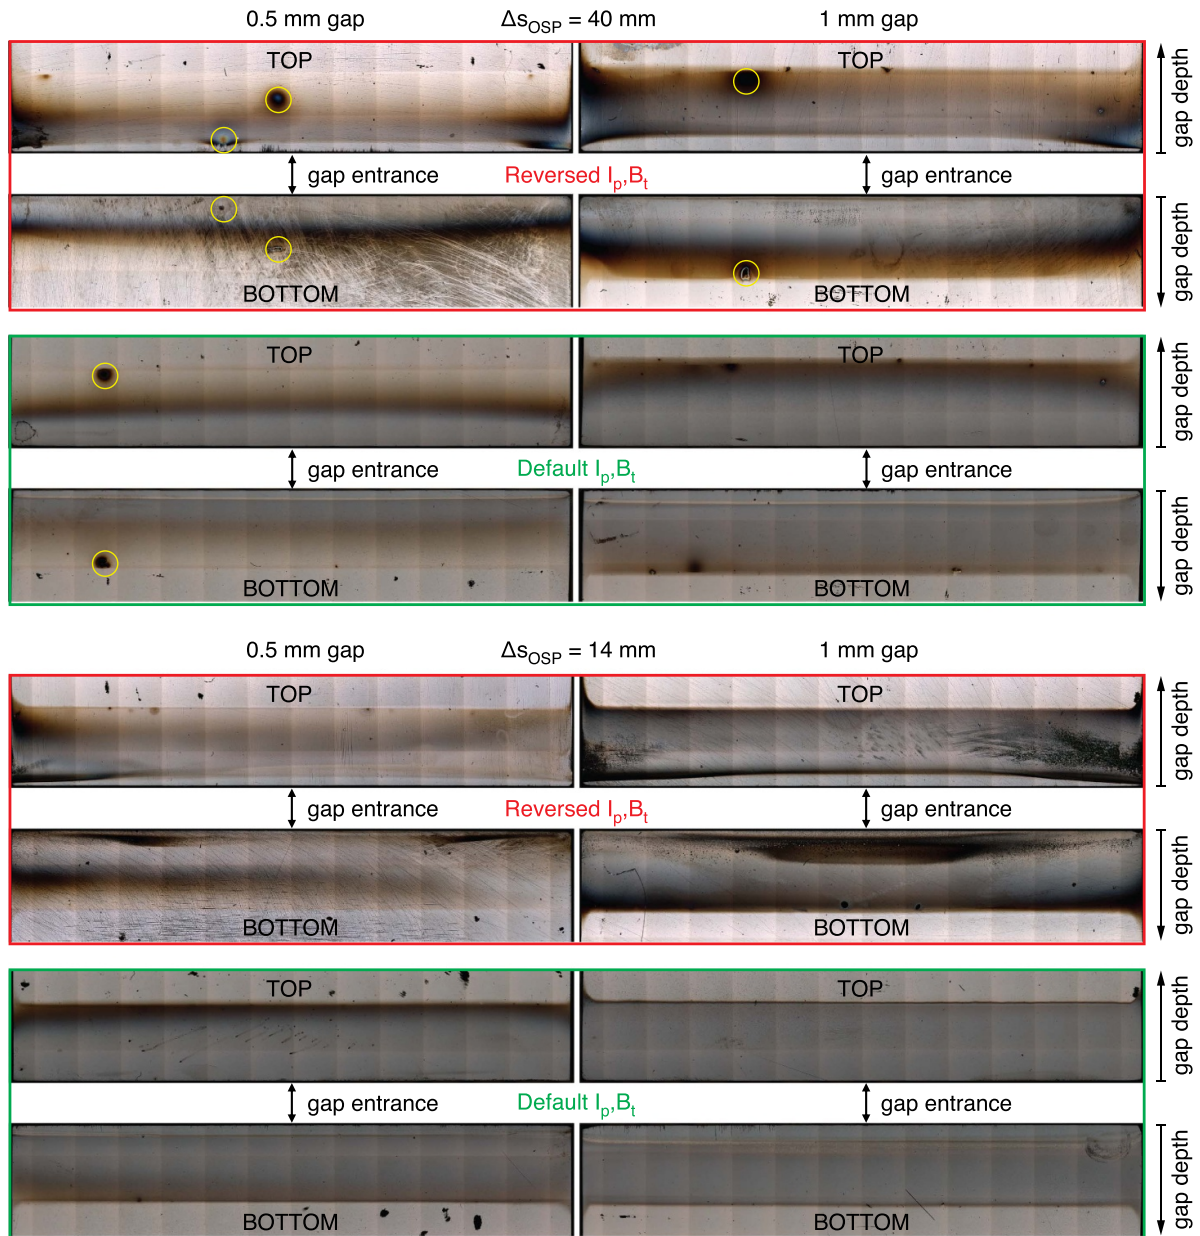 0.5 mm gap ΔsOSP = 40 mm 1 mm gap
TOP TOP gap depth
gap entrance Reversed Ip,Bt gap entrance
BOTTOM BOTTOM gap depth
TOP TOP gap depth
gap entrance Default Ip,Bt gap entrance
BOTTOM BOTTOM gap depth
0.5 mm gap ΔsOSP = 14 mm 1 mm gap
TOP TOP gap depth
gap entrance Reversed Ip,Bt gap entrance
BOTTOM BOTTOM gap depth
TOP TOP gap depth
gap entrance Default Ip,Bt gap entrance
BOTTOM BOTTOM gap depth